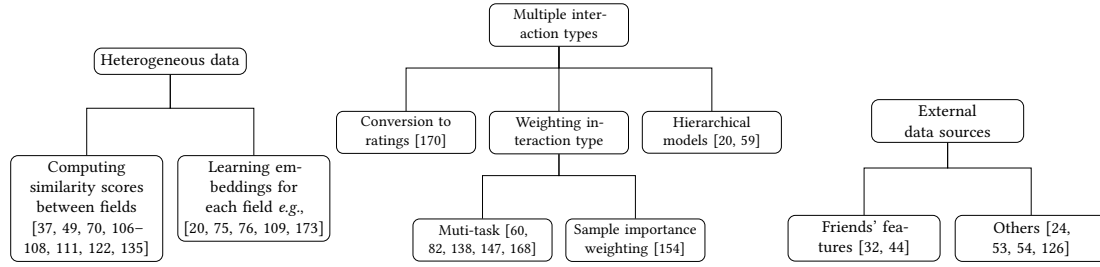 Heterogeneous data
Computing
similarity scores
between fields
[37, 49, 70, 106–
108, 111, 122, 135]
Learning em-
beddings for
each field e.g.,
[20, 75, 76, 109, 173]
Multiple inter-
action types
Conversion to
ratings [170]
Weighting in-
teraction type
Hierarchical
models [20, 59]
Muti-task [60,
82, 138, 147, 168]
Sample importance
weighting [154]
External
data sources
Friends' fea-
tures [32, 44]
Others [24,
53, 54, 126]